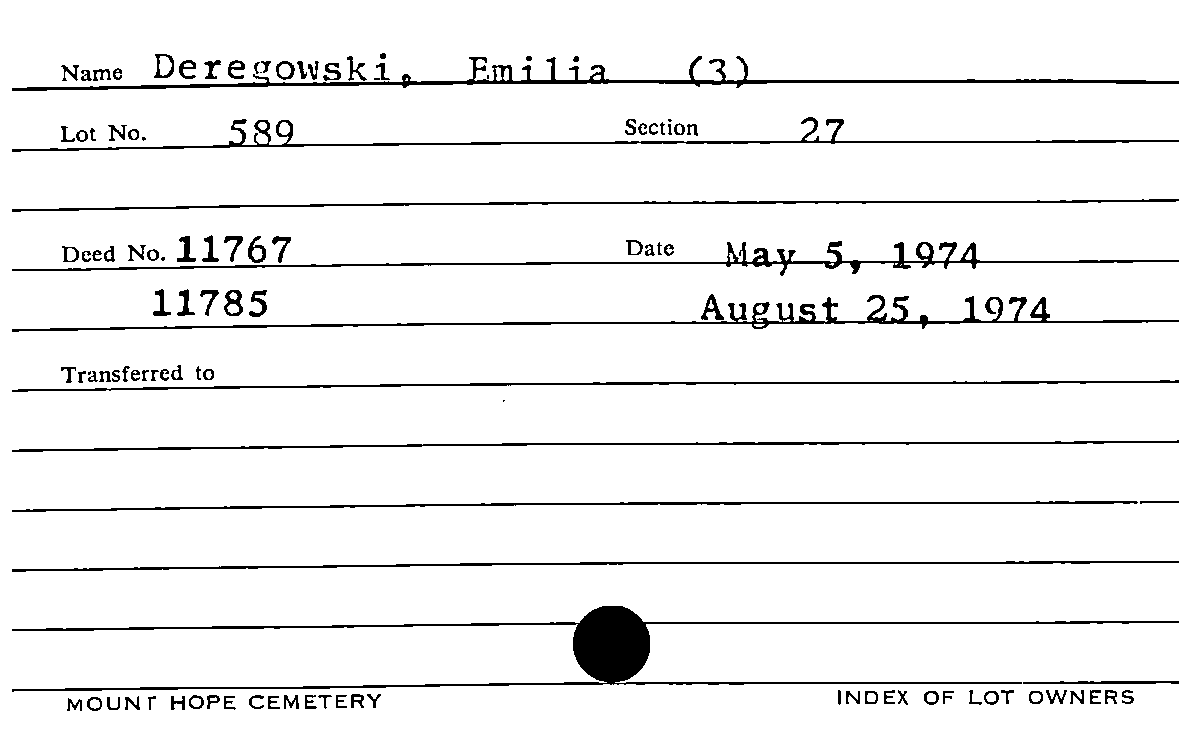 Name Deregowski, Emilia (3)
Lot No. 589 Section 27
Deed No. 11767 Date May 5, 1974
11785 August 25, 1974
Transferred to
MOUNT HOPE CEMETERY INDEX OF LOT OWNERS